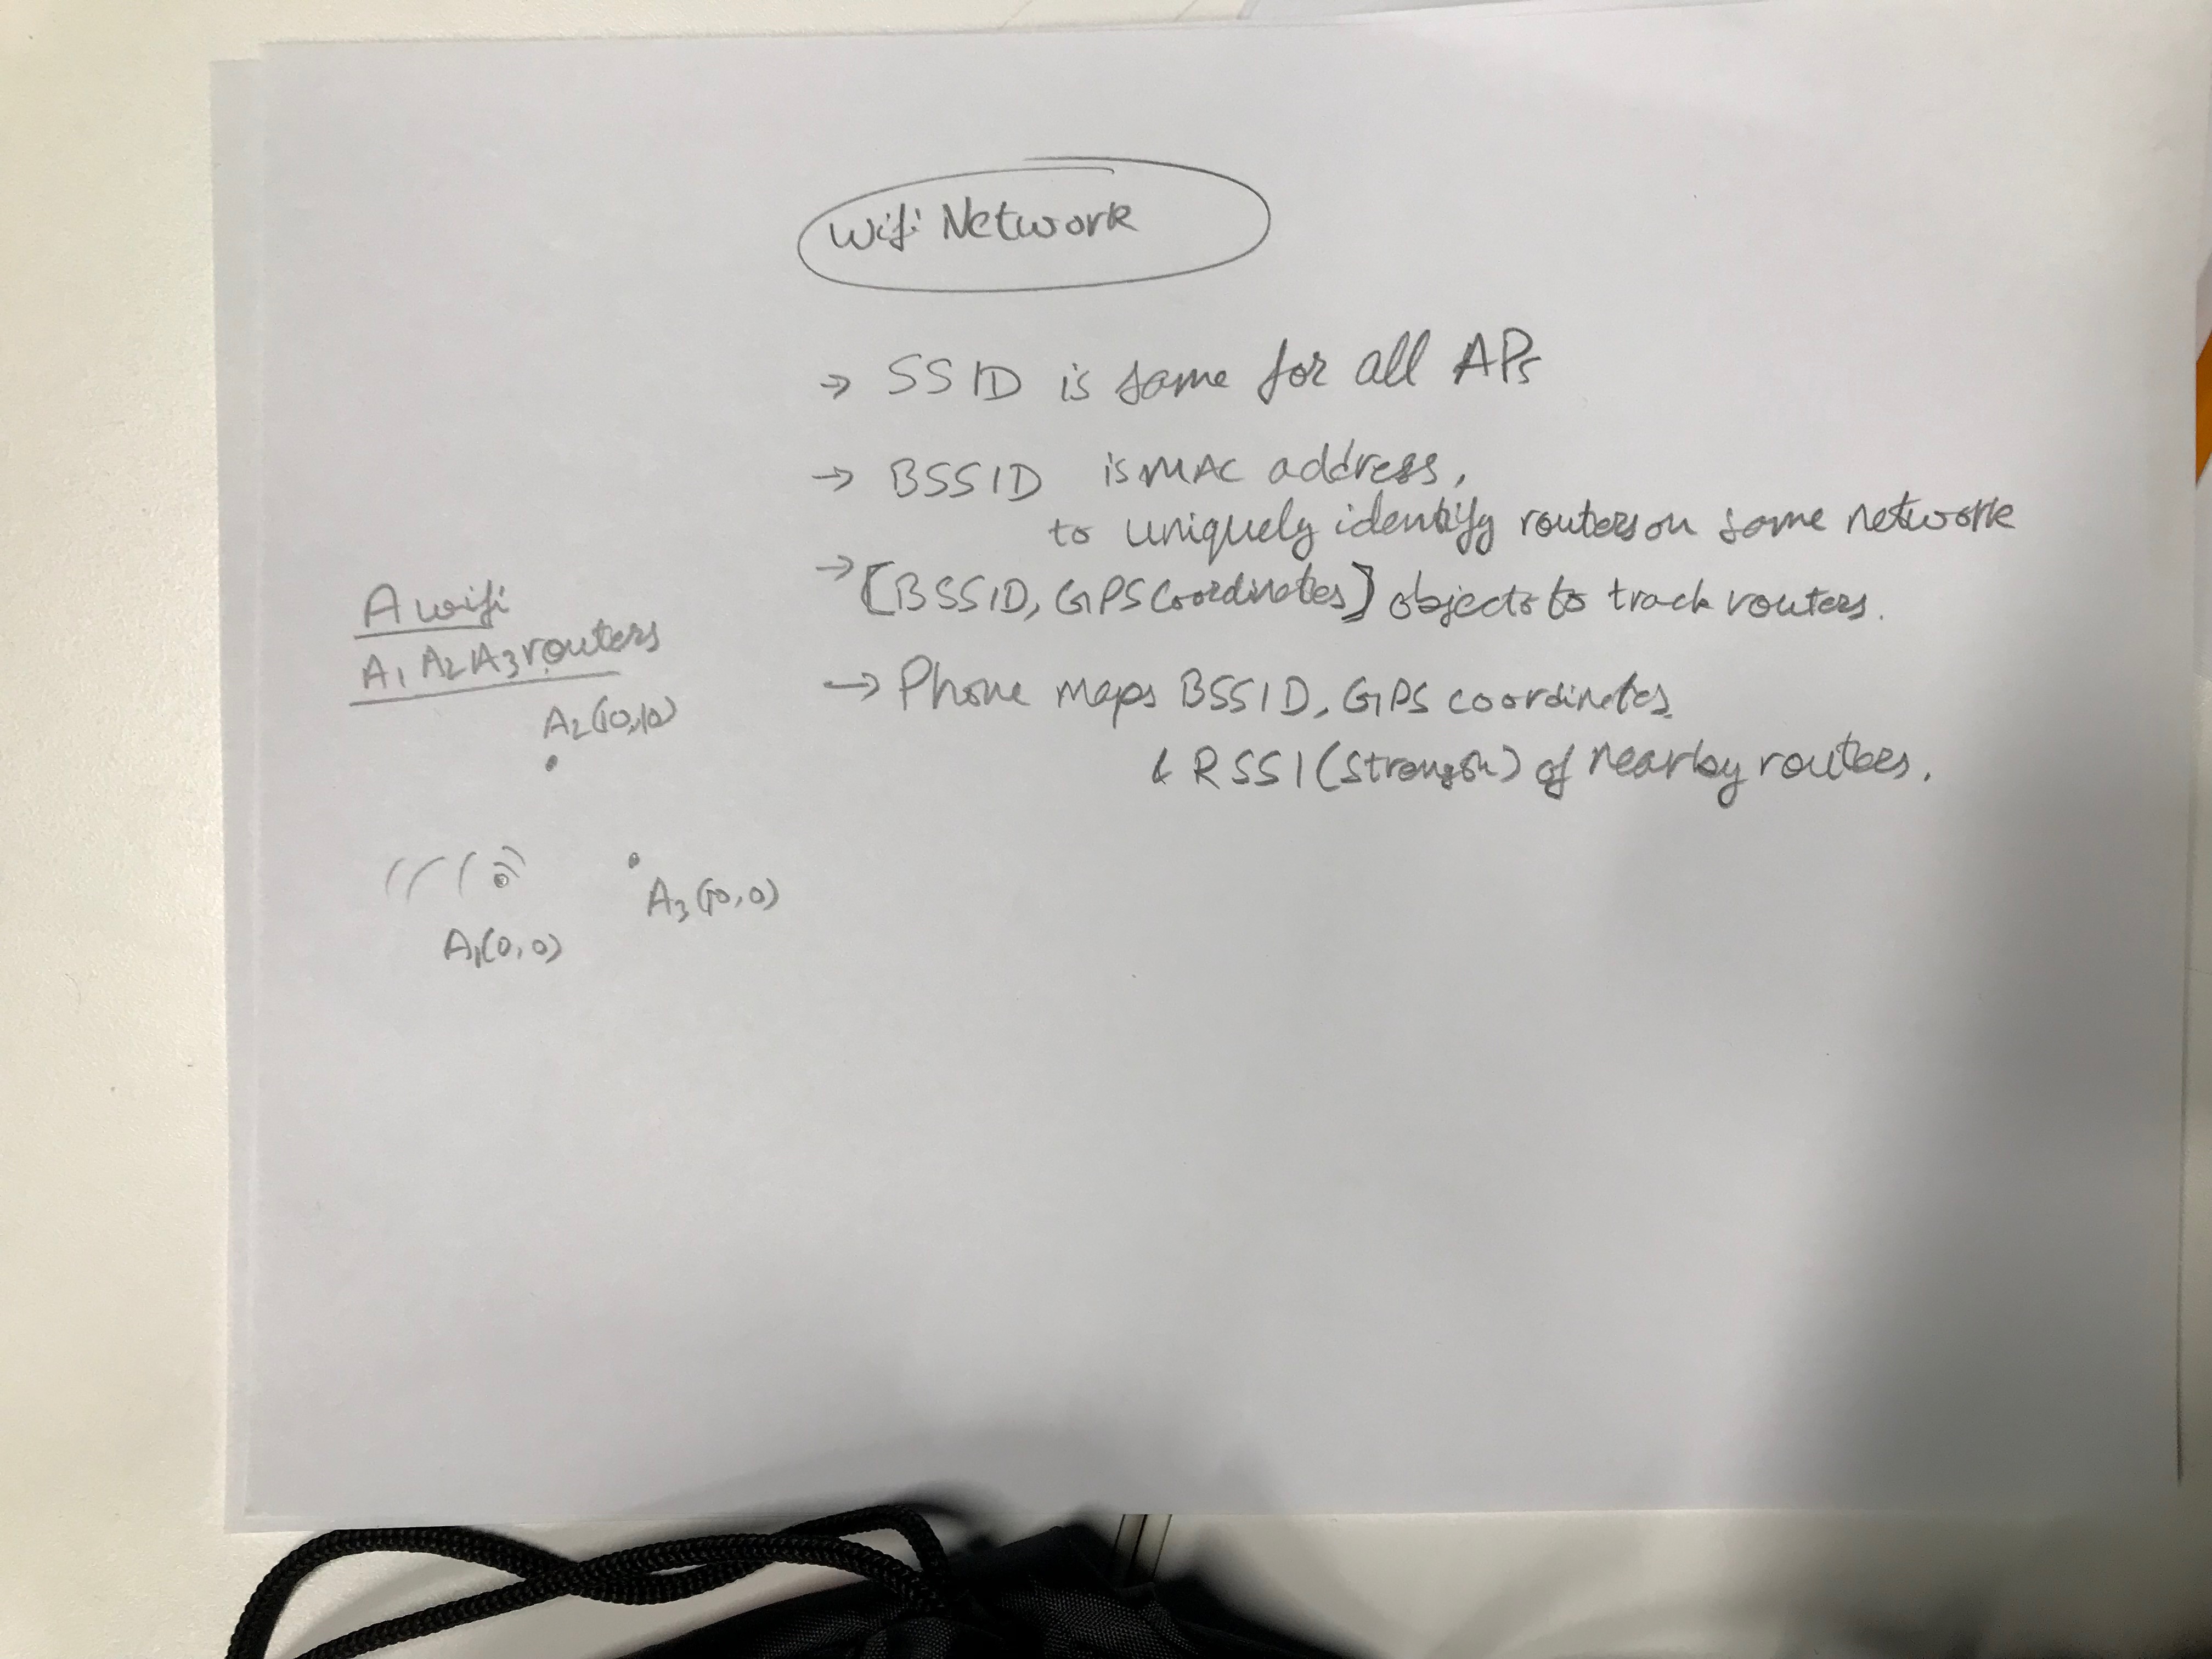 Wifi Network
→ SSID is same for all APs
→ BSSID is MAC address,
to uniquely identify routers on same network
→ [BSSID, GPS Coordinates] objects to track routers.
→ Phone maps BSSID, GPS coordinates
& RSSI (Strength) of nearby routers.
A wifi
A1 A2 A3 routers
A2 (10,10)
A3 (10,0)
A1 (0,0)